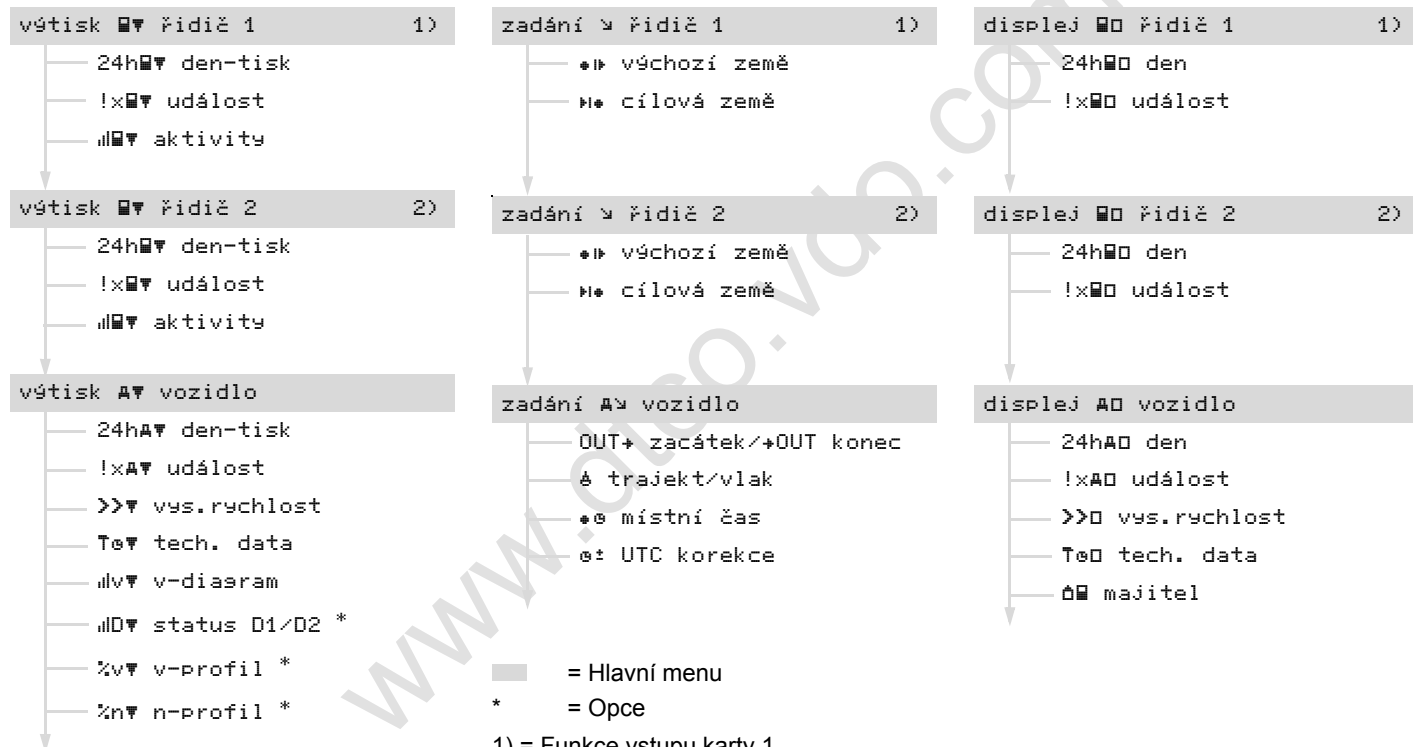 výtisk řidič 1 1)
24h den-tisk
!x událost
aktivity
výtisk řidič 2 2)
24h den-tisk
!x událost
aktivity
výtisk vozidlo
24h den-tisk
!x událost
>> vys.rychlost
tech. data
v v-diagram
D status D1/D2 *
%v v-profil *
%n n-profil *
zadání řidič 1 1)
výchozí země
cílová země
zadání řidič 2 2)
výchozí země
cílová země
zadání vozidlo
OUT zacátek/OUT konec
trajekt/vlak
místní čas
UTC korekce
= Hlavní menu
* = Opce
1) = Funkce vstupu karty 1
displej řidič 1 1)
24h den
!x událost
displej řidič 2 2)
24h den
!x událost
displej vozidlo
24h den
!x událost
>> vys.rychlost
tech. data
majitel
www.dtco.vdo.com